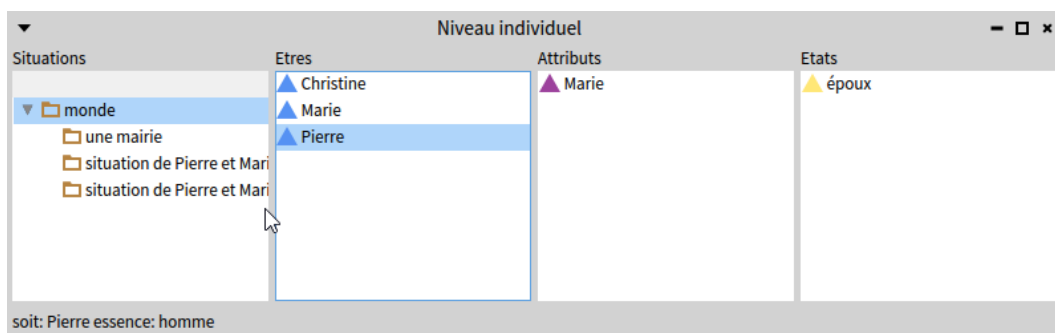 Niveau individuel
Situations
Etres
Attributs
Etats
monde
une mairie
situation de Pierre et Mari
situation de Pierre et Mari
Christine
Marie
Pierre
Marie
époux
soit: Pierre essence: homme